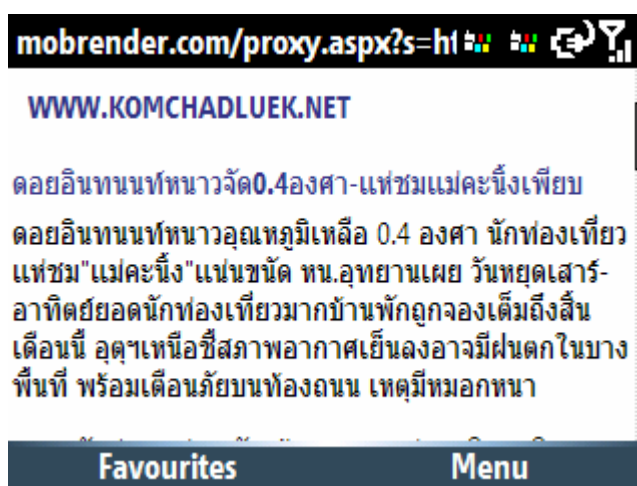 mobrender.com/proxy.aspx?s=ht
WWW.KOMCHADLUEK.NET
ดอยอินทนนท์หนาวจัด0.4องศา-แห่ชมแม่คะนิ้งเพียบ
ดอยอินทนนท์หนาวอุณหภูมิเหลือ 0.4 องศา นักท่องเที่ยว
แห่ชม"แม่คะนิ้ง"แน่นขนัด หน.อุทยานเผย วันหยุดเสาร์-
อาทิตย์ยอดนักท่องเที่ยวมากบ้านพักถูกจองเต็มถึงสิ้น
เดือนนี้ อุตุฯเหนือชี้สภาพอากาศเย็นลงอาจมีฝนตกในบาง
พื้นที่ พร้อมเตือนภัยบนท้องถนน เหตุมีหมอกหนา
Favourites Menu